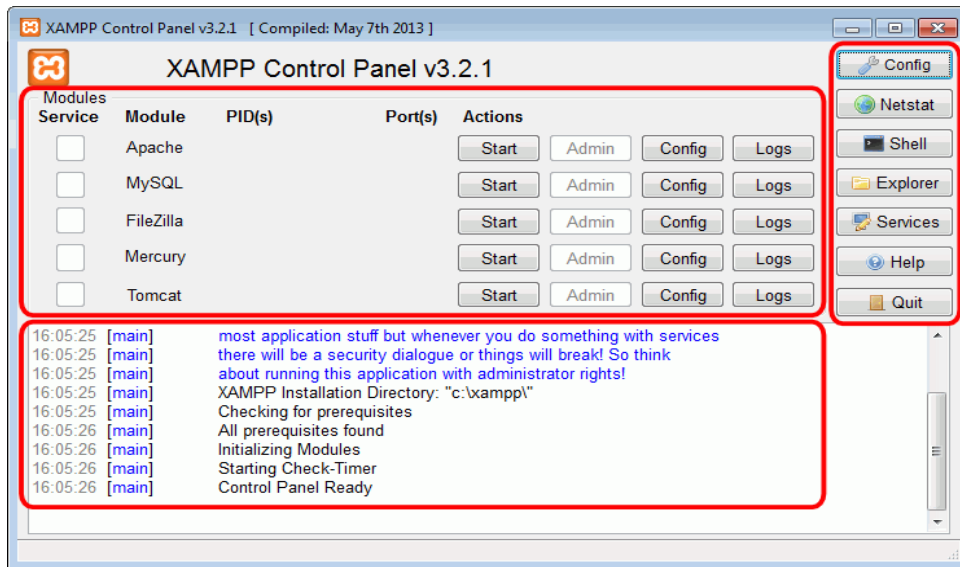 XAMPP Control Panel v3.2.1 [ Compiled: May 7th 2013 ]
XAMPP Control Panel v3.2.1
Modules
Service Module PID(s) Port(s) Actions
Apache Start Admin Config Logs
MySQL Start Admin Config Logs
FileZilla Start Admin Config Logs
Mercury Start Admin Config Logs
Tomcat Start Admin Config Logs
Config
Netstat
Shell
Explorer
Services
Help
Quit
16:05:25 [main] most application stuff but whenever you do something with services
16:05:25 [main] there will be a security dialogue or things will break! So think
16:05:25 [main] about running this application with administrator rights!
16:05:25 [main] XAMPP Installation Directory: "c:\xampp\"
16:05:25 [main] Checking for prerequisites
16:05:26 [main] All prerequisites found
16:05:26 [main] Initializing Modules
16:05:26 [main] Starting Check-Timer
16:05:26 [main] Control Panel Ready